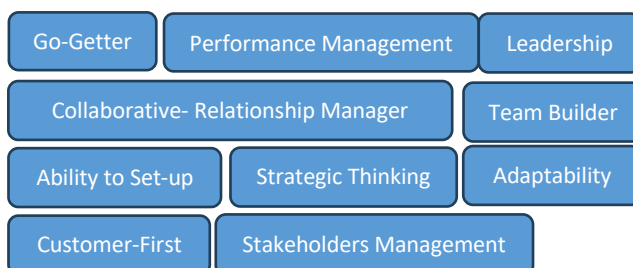 Go-Getter
Performance Management
Leadership
Collaborative- Relationship Manager
Team Builder
Ability to Set-up
Strategic Thinking
Adaptability
Customer-First
Stakeholders Management